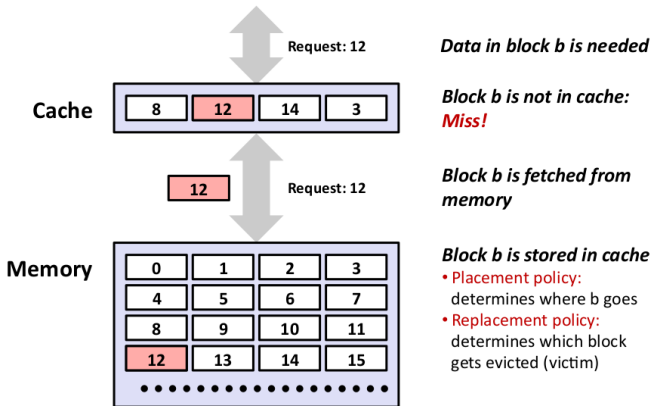 Request: 12
Data in block b is needed
Cache
8 12 14 3
Block b is not in cache:
Miss!
12
Request: 12
Block b is fetched from
memory
Memory
0 1 2 3
4 5 6 7
8 9 10 11
12 13 14 15
Block b is stored in cache
• Placement policy:
determines where b goes
• Replacement policy:
determines which block
gets evicted (victim)